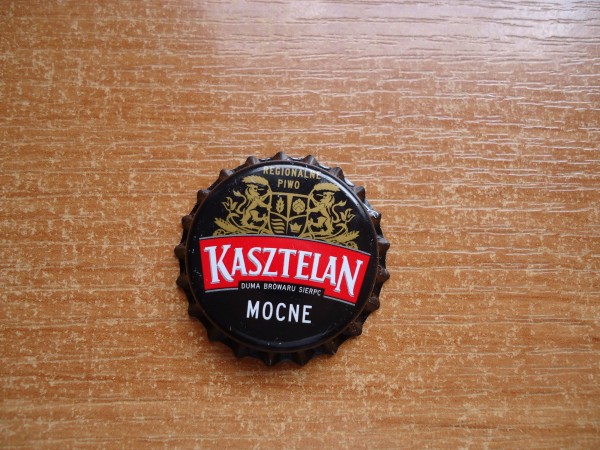 REGIONALNE
PIWO
KASZTELAN
DUMA BROWARU SIERPC
MOCNE